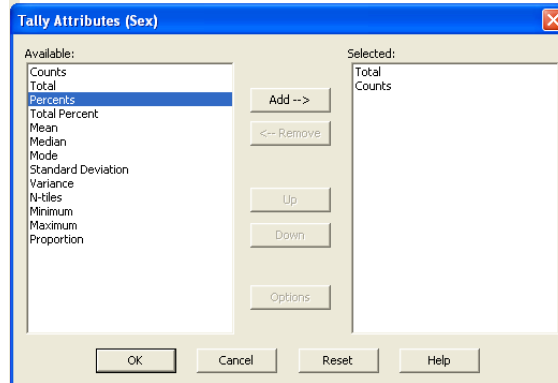 Tally Attributes (Sex)
Available:
Counts
Total
Percents
Total Percent
Mean
Median
Mode
Standard Deviation
Variance
N-tiles
Minimum
Maximum
Proportion
Add -->
<-- Remove
Up
Down
Options
Selected:
Total
Counts
OK Cancel Reset Help